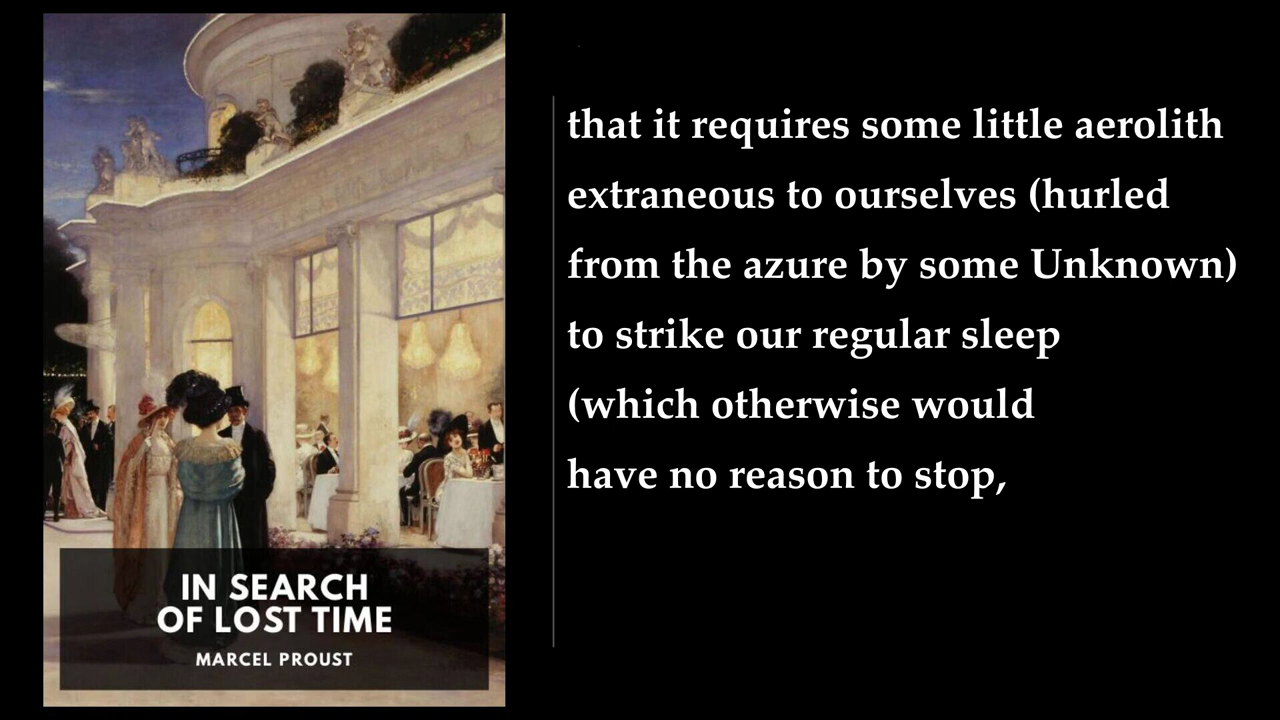 IN SEARCH
OF LOST TIME
MARCEL PROUST
that it requires some little aerolith
extraneous to ourselves (hurled
from the azure by some Unknown)
to strike our regular sleep
(which otherwise would
have no reason to stop,